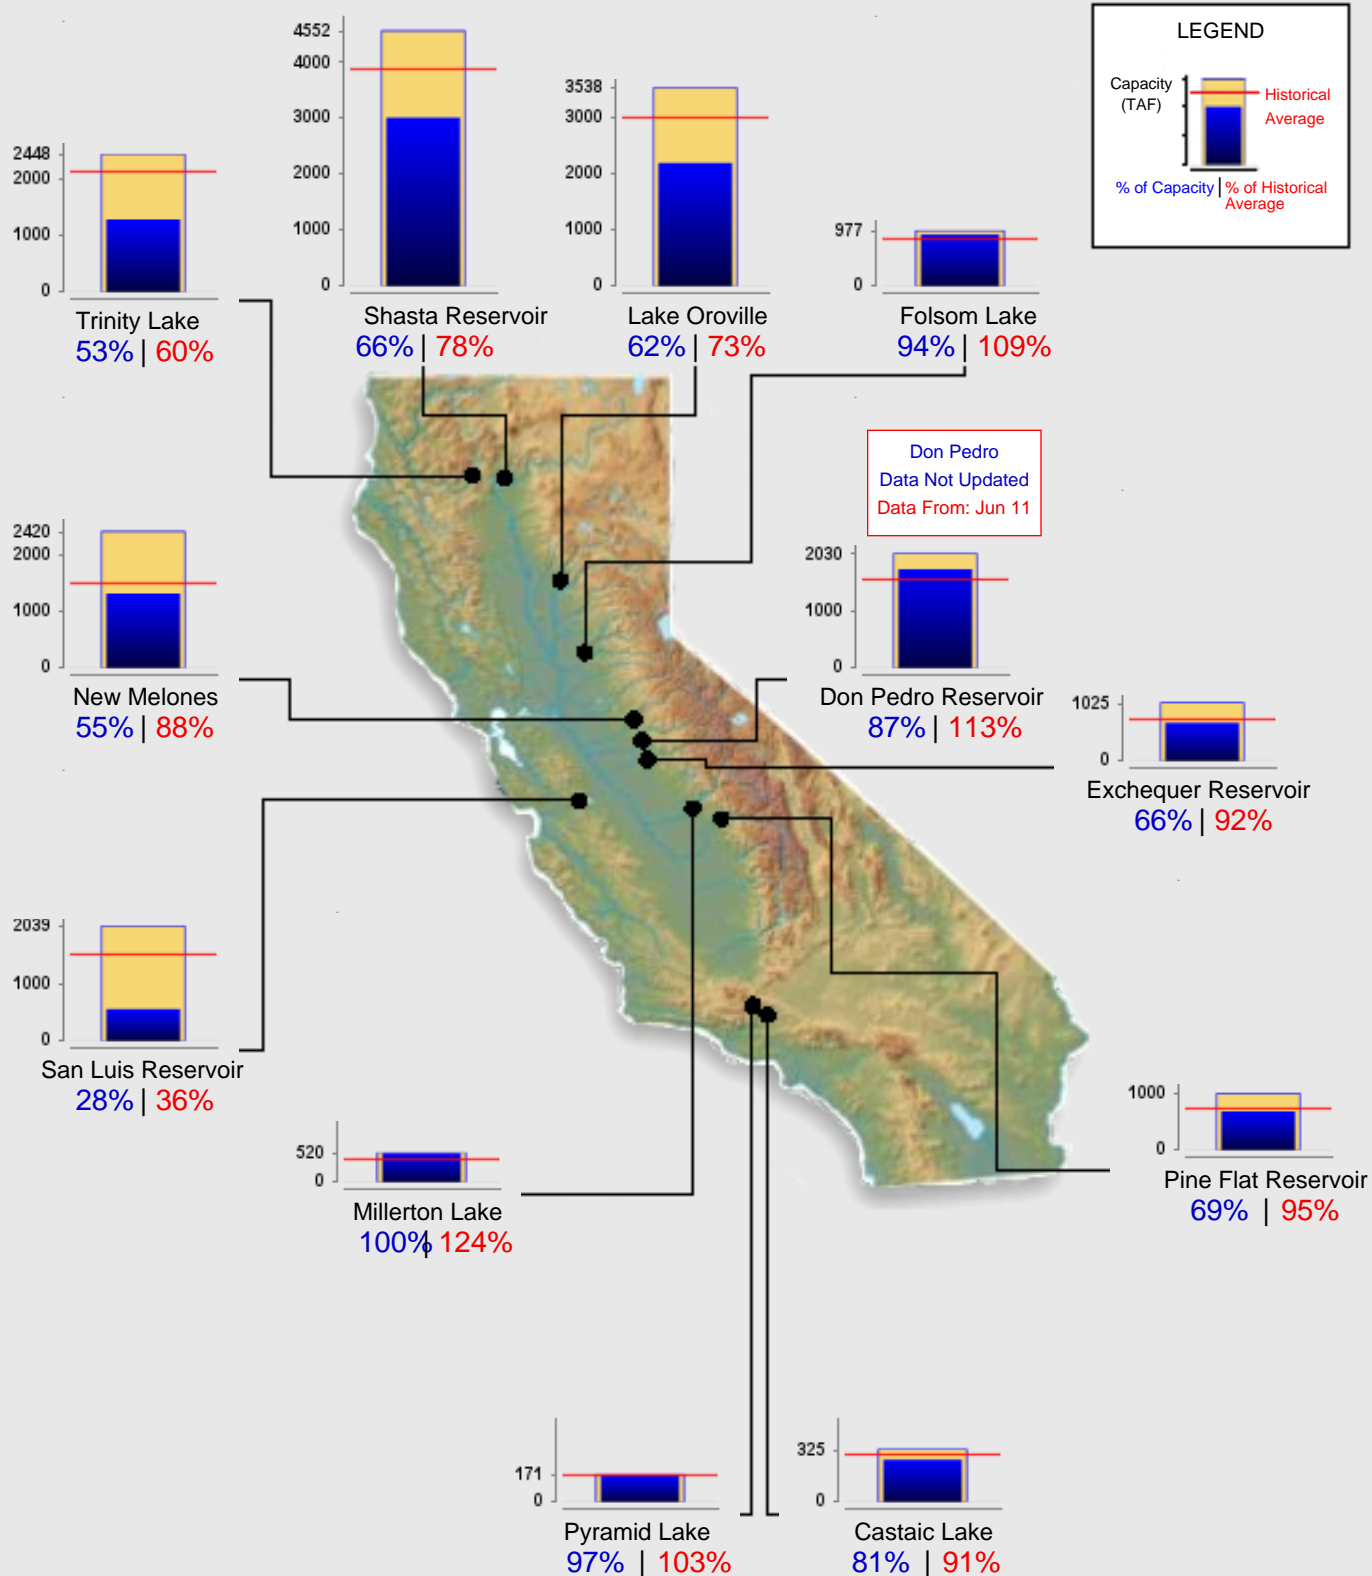 LEGEND
Capacity
(TAF)
Historical
Average
% of Capacity | % of Historical
Average
4552
4000
3000
2000
1000
0
Shasta Reservoir
66% | 78%
3538
3000
2000
1000
0
Lake Oroville
62% | 73%
2448
2000
1000
0
Trinity Lake
53% | 60%
977
0
Folsom Lake
94% | 109%
Don Pedro
Data Not Updated
Data From: Jun 11
2030
1000
0
Don Pedro Reservoir
87% | 113%
2420
2000
1000
0
New Melones
55% | 88%
1025
0
Exchequer Reservoir
66% | 92%
2039
1000
0
San Luis Reservoir
28% | 36%
1000
0
Pine Flat Reservoir
69% | 95%
520
0
Millerton Lake
100% | 124%
171
0
Pyramid Lake
97% | 103%
325
0
Castaic Lake
81% | 91%